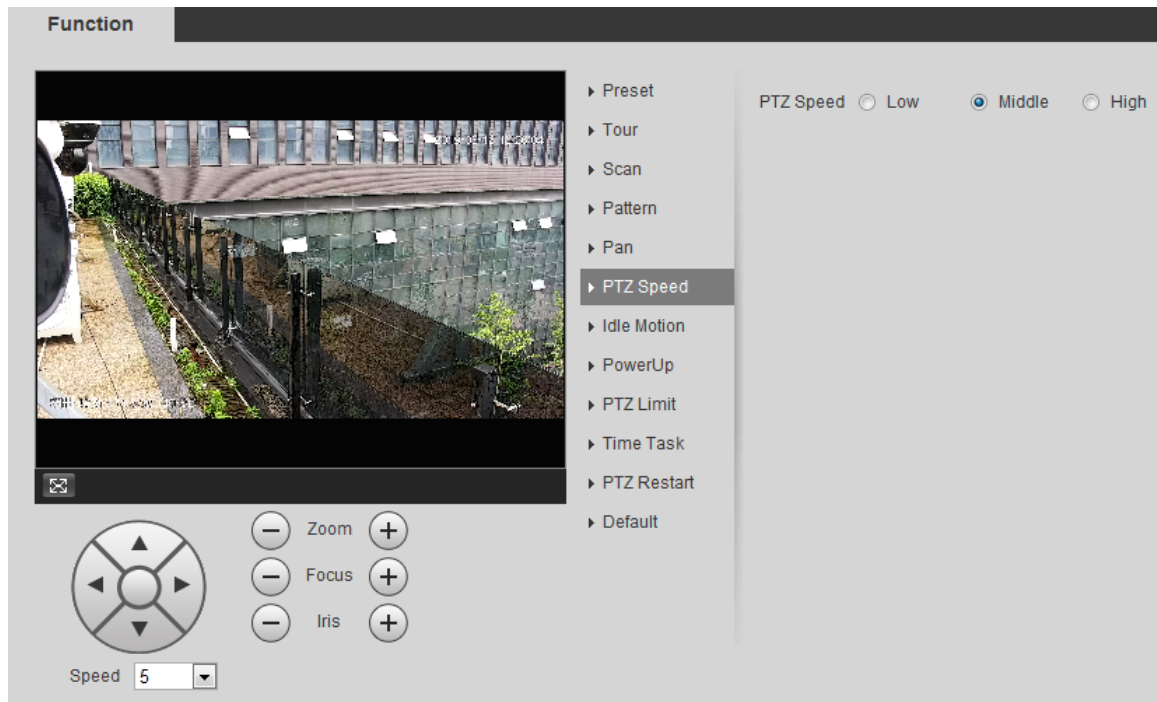 Function
Preset
Tour
Scan
Pattern
Pan
PTZ Speed
Idle Motion
PowerUp
PTZ Limit
Time Task
PTZ Restart
Default
PTZ Speed Low Middle High
Zoom
Focus
Iris
Speed 5